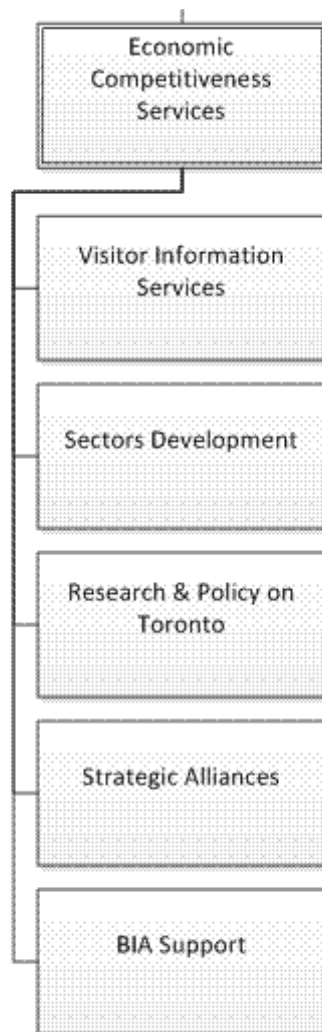 Economic
Competitiveness
Services
Visitor Information
Services
Sectors Development
Research & Policy on
Toronto
Strategic Alliances
BIA Support